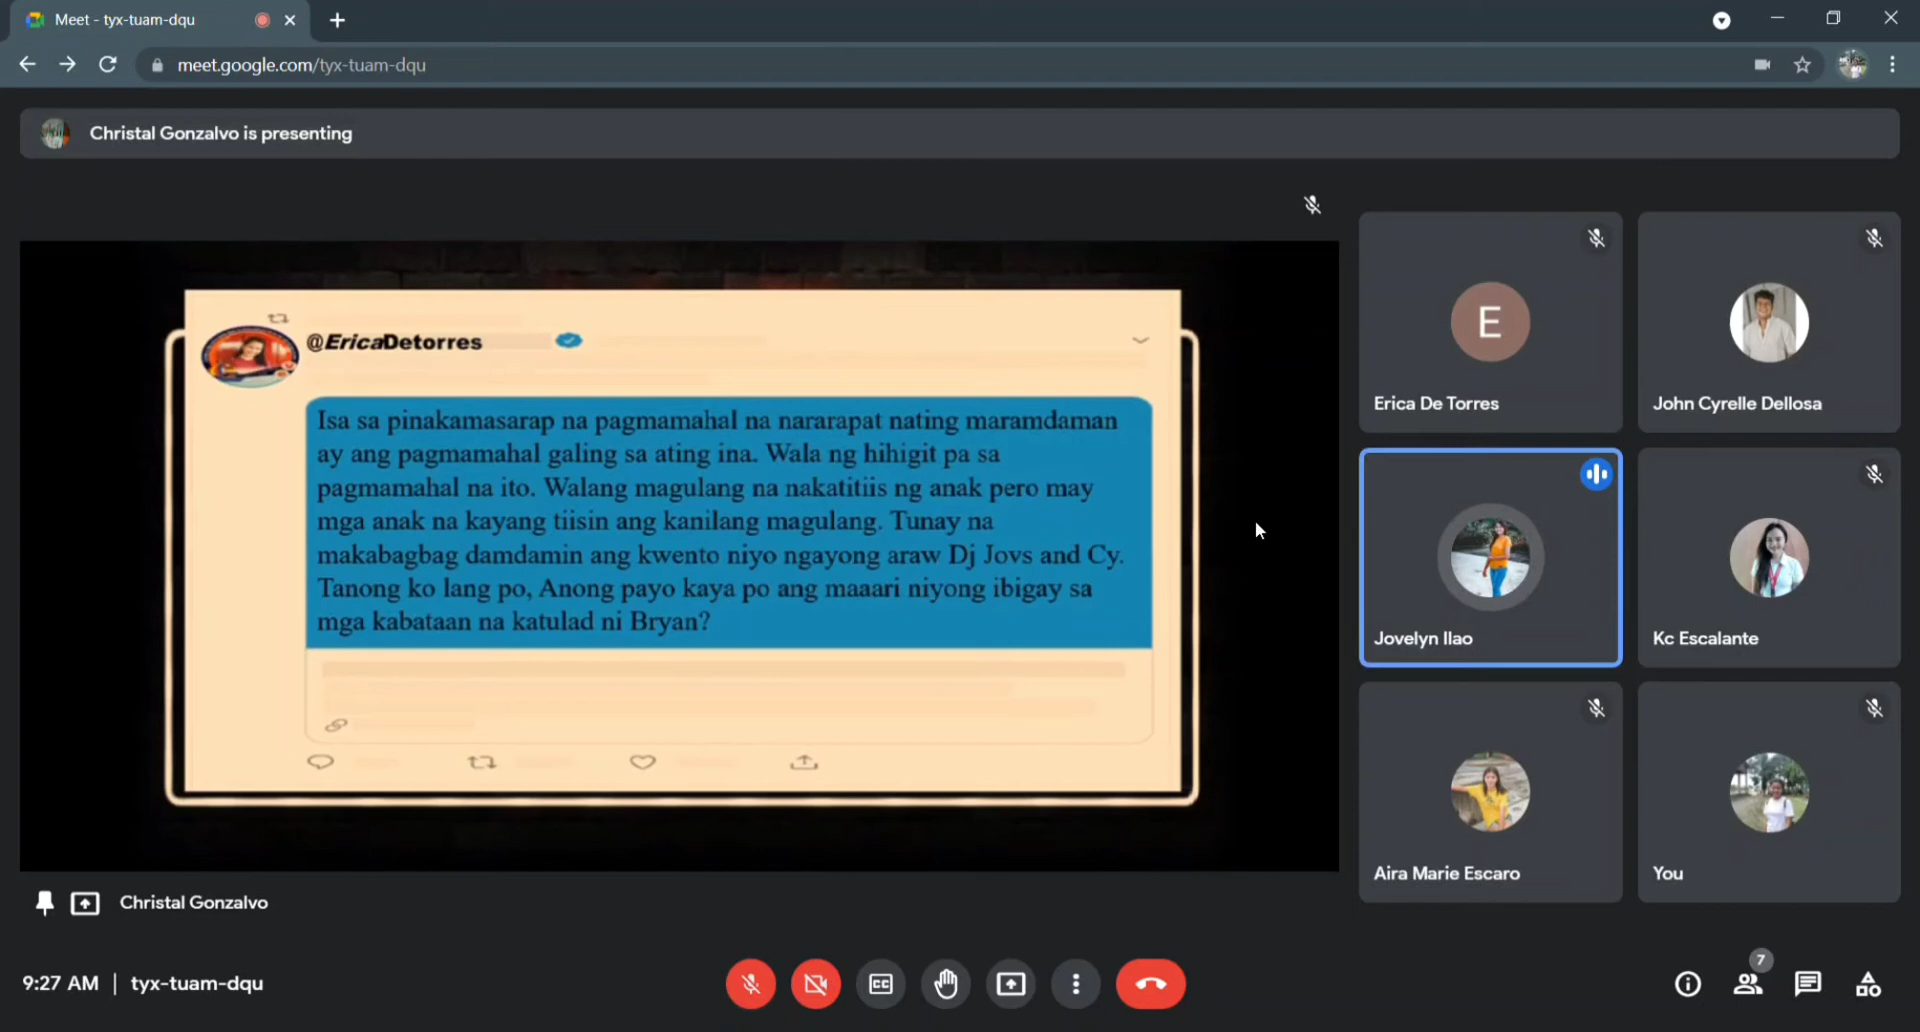 Meet - tyx-tuam-dqu
meet.google.com/tyx-tuam-dqu
Christal Gonzalvo is presenting
@EricaDetorres
Isa sa pinakamasarap na pagmamahal na nararapat nating maramdaman
ay ang pagmamahal galing sa ating ina. Wala ng hihigit pa sa
pagmamahal na ito. Walang magulang na nakatitiis ng anak pero may
mga anak na kayang tiisin ang kanilang magulang. Tunay na
makabagbag damdamin ang kwento niyo ngayong araw Dj Jovs and Cy.
Tanong ko lang po, Anong payo kaya po ang maaari niyong ibigay sa
mga kabataan na katulad ni Bryan?
E
Erica De Torres
John Cyrelle Dellosa
Jovelyn Ilao
Kc Escalante
Aira Marie Escaro
You
Christal Gonzalvo
9:27 AM | tyx-tuam-dqu
CC
7